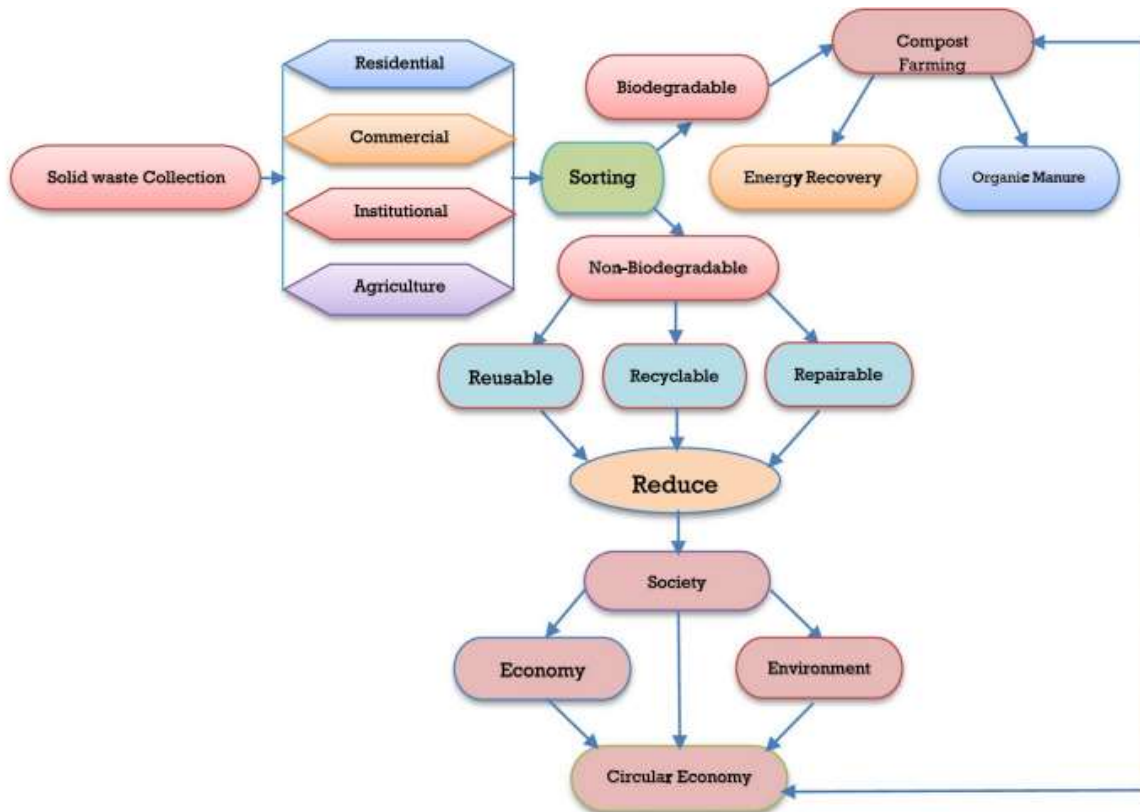 Solid waste Collection
Residential
Commercial
Institutional
Agriculture
Sorting
Biodegradable
Compost
Farming
Energy Recovery
Organic Manure
Non-Biodegradable
Reusable
Recyclable
Repairable
Reduce
Society
Economy
Environment
Circular Economy